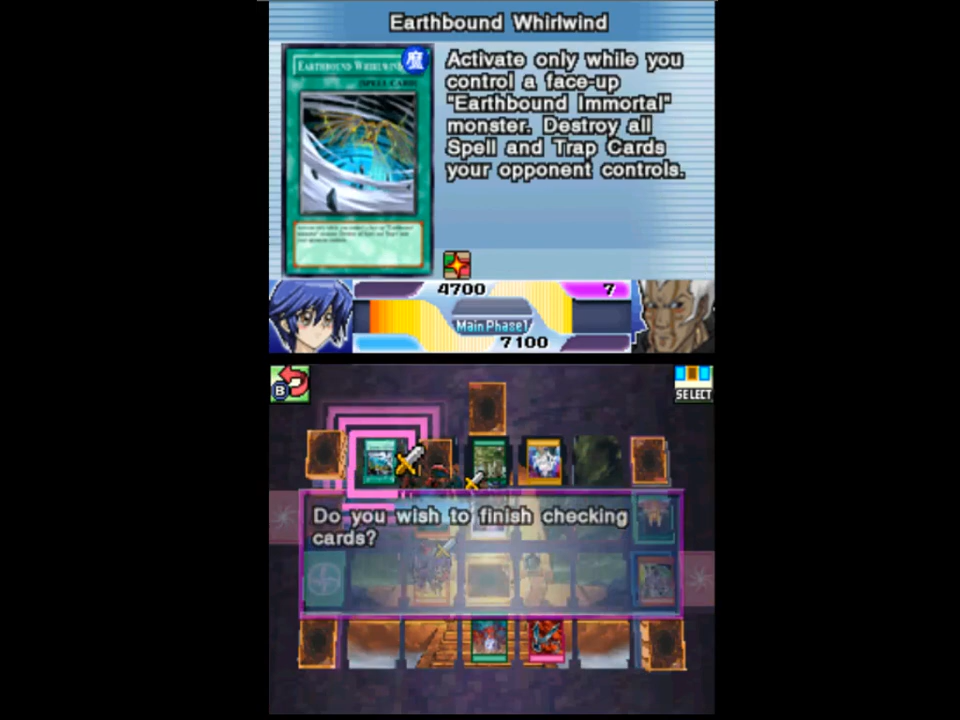 Earthbound Whirlwind
EARTHBOUND WHIRLWIND
魔
[SPELL CARD]
Activate only while you
control a face-up
"Earthbound Immortal"
monster. Destroy all
Spell and Trap Cards
your opponent controls.
4700
7
Main Phase1
7100
B
SELECT
Do you wish to finish checking
cards?